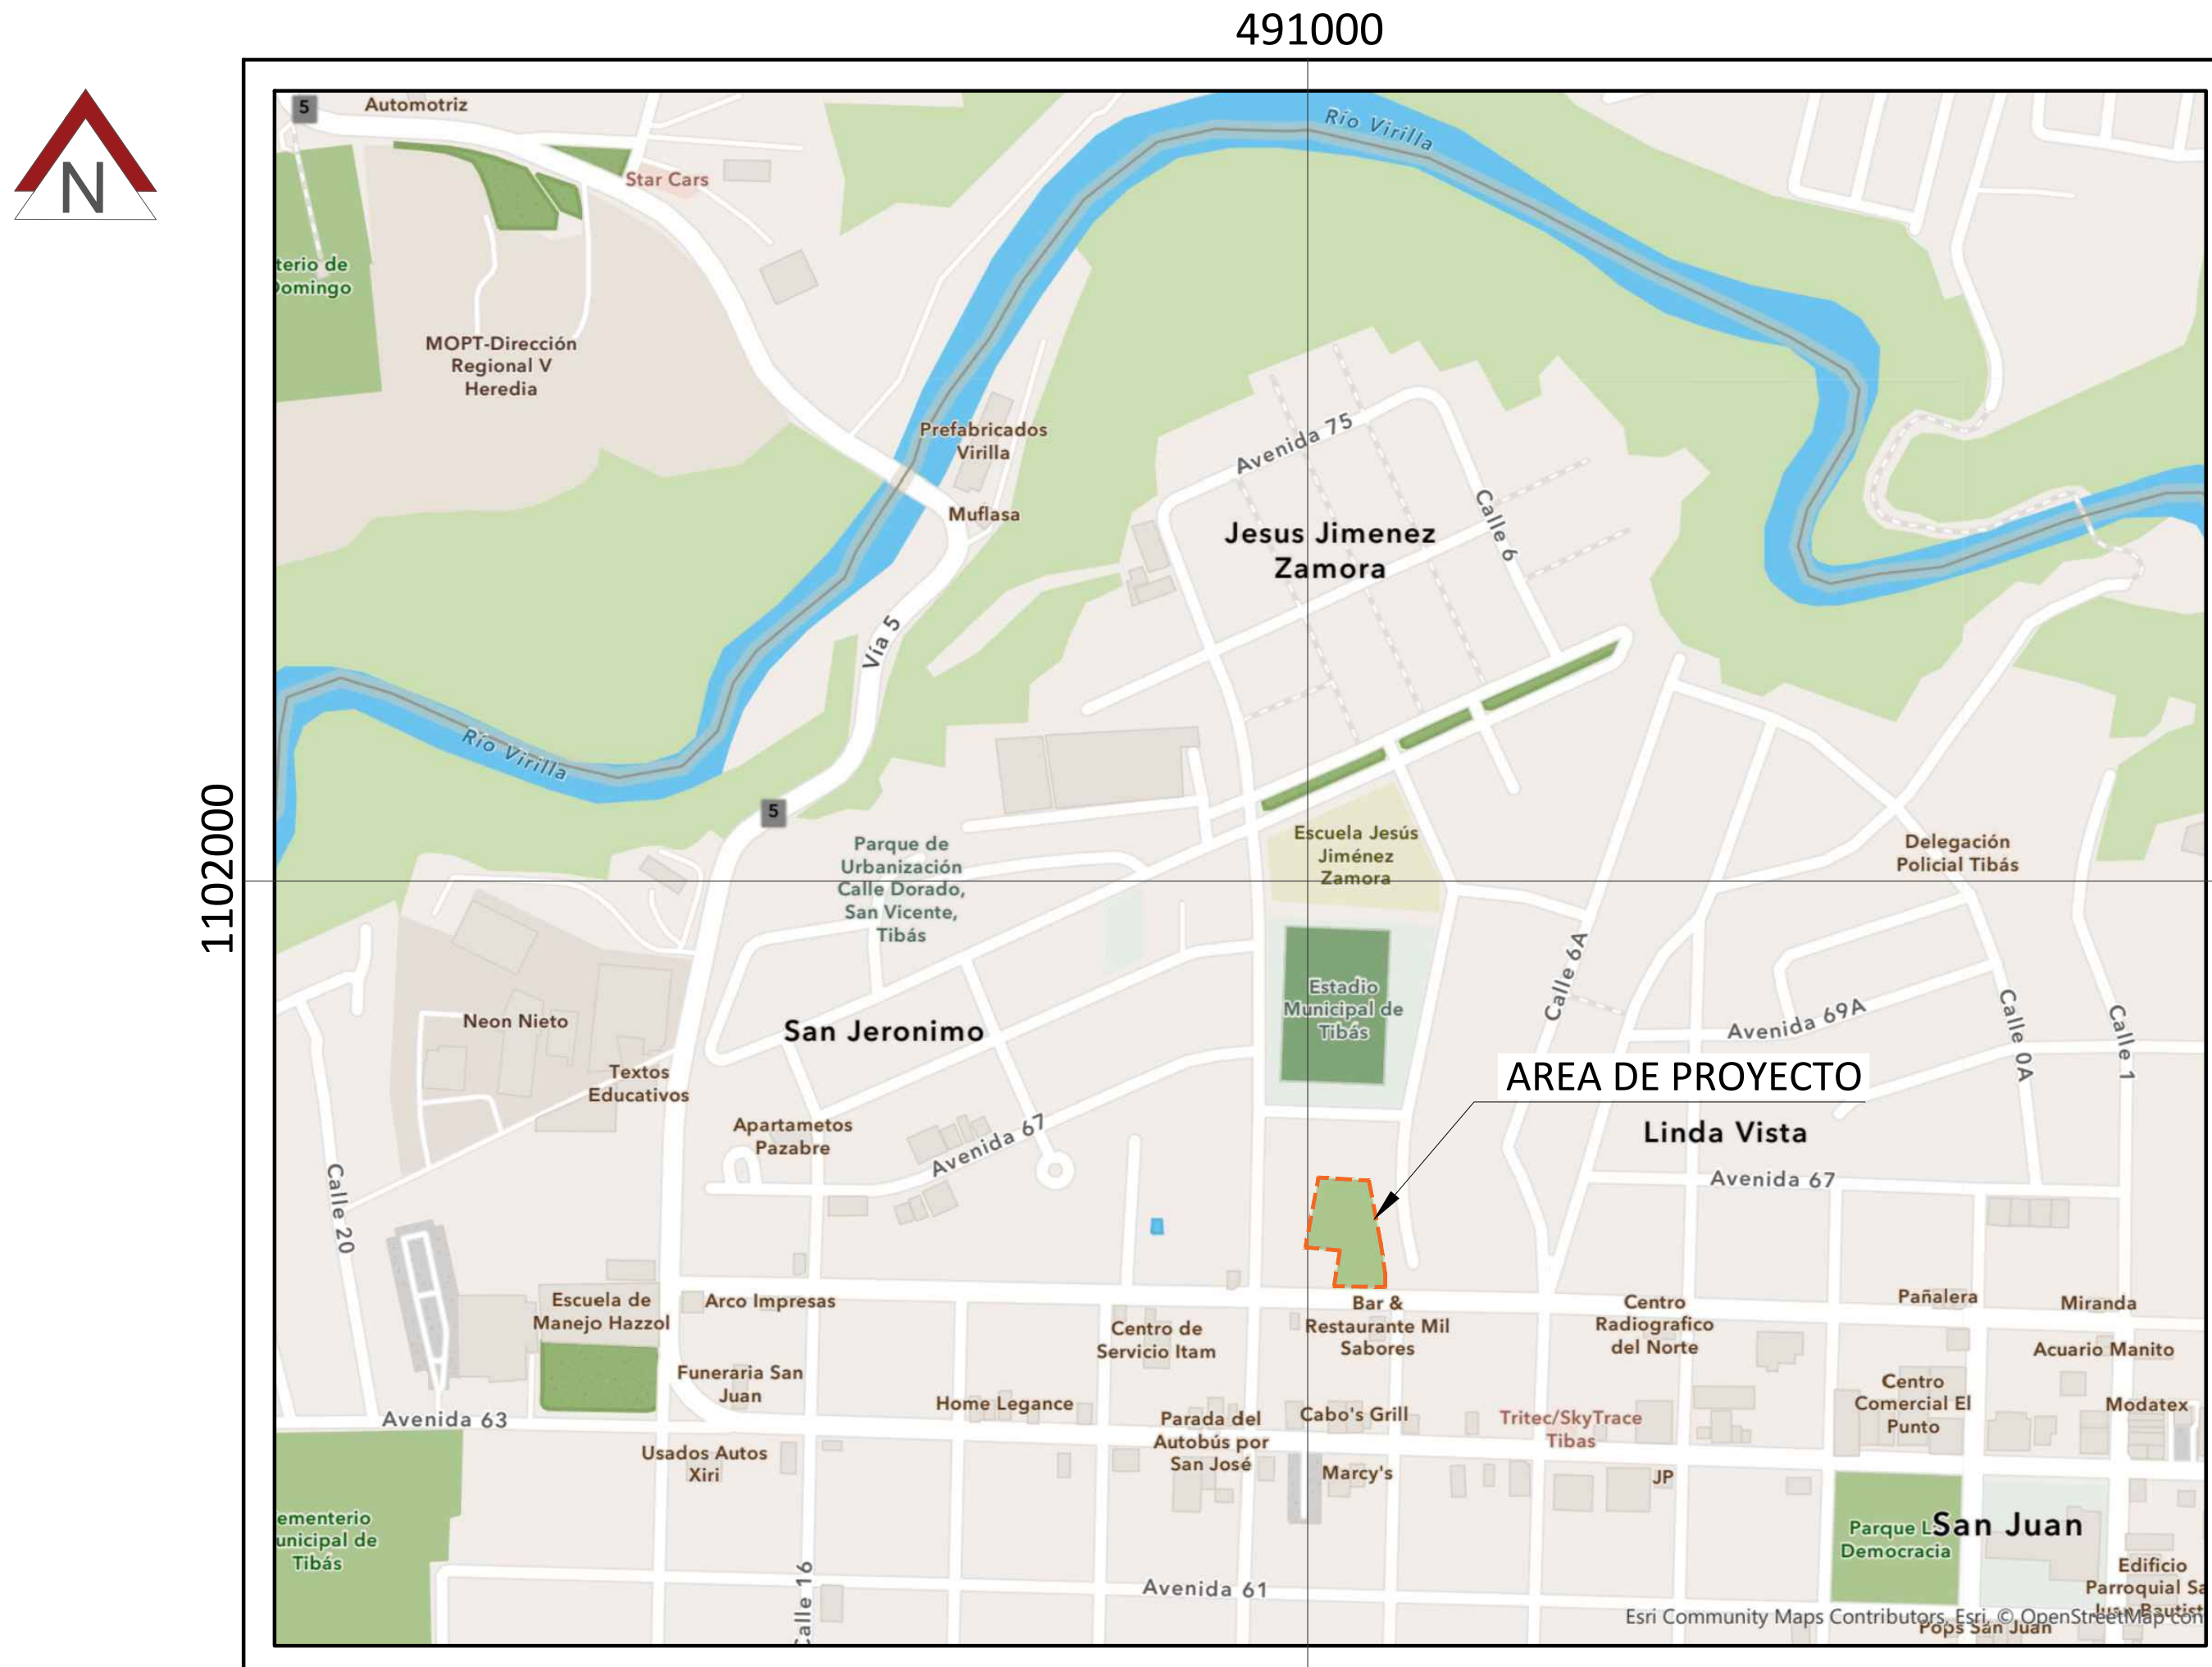 491000
N
5
Automotriz
Río Virilla
Star Cars
terio de
omingo
MOPT-Dirección
Regional V
Heredia
Prefabricados
Virilla
Muflasa
Avenida 75
Calle 6
Jesus Jimenez
Zamora
Vía 5
Río Virilla
5
1102000
Parque de
Urbanización
Calle Dorado,
San Vicente,
Tibás
Escuela Jesús
Jiménez
Zamora
Delegación
Policial Tibás
Neon Nieto
San Jeronimo
Estadio
Municipal de
Tibás
Calle 6A
Avenida 69A
Calle 0A
Calle 1
Textos
Educativos
AREA DE PROYECTO
Apartametos
Pazabre
Avenida 67
Linda Vista
Avenida 67
Calle 20
Escuela de
Manejo Hazzol
Arco Impresas
Centro de
Servicio Itam
Bar &
Restaurante Mil
Sabores
Centro
Radiografico
del Norte
Pañalera
Miranda
Acuario Manito
Funeraria San
Juan
Home Legance
Centro
Comercial El
Punto
Modatex
Avenida 63
Parada del
Autobús por
San José
Cabo's Grill
Tritec/SkyTrace
Tibas
Usados Autos
Xiri
Marcy's
JP
ementerio
unicipal de
Tibás
Parque L
Democracia
San Juan
Calle 16
Avenida 61
Edificio
Parroquial Sa
Juan Bautist
Esri Community Maps Contributors, Esri, © OpenStreetMap con
Pops San Juan